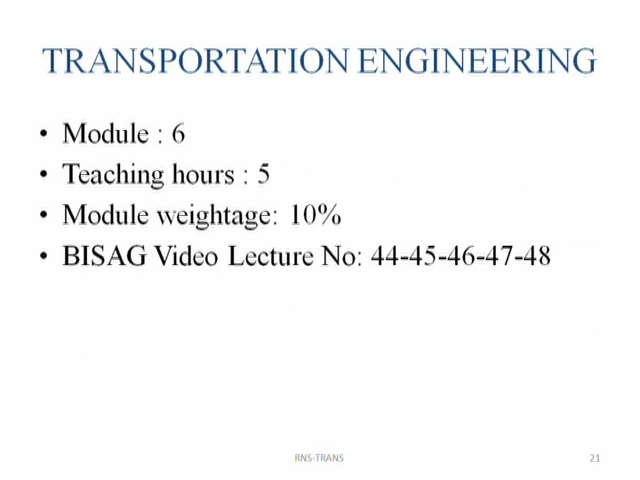 TRANSPORTATION ENGINEERING
• Module : 6
• Teaching hours : 5
• Module weightage: 10%
• BISAG Video Lecture No: 44-45-46-47-48
RNS-TRANS
21